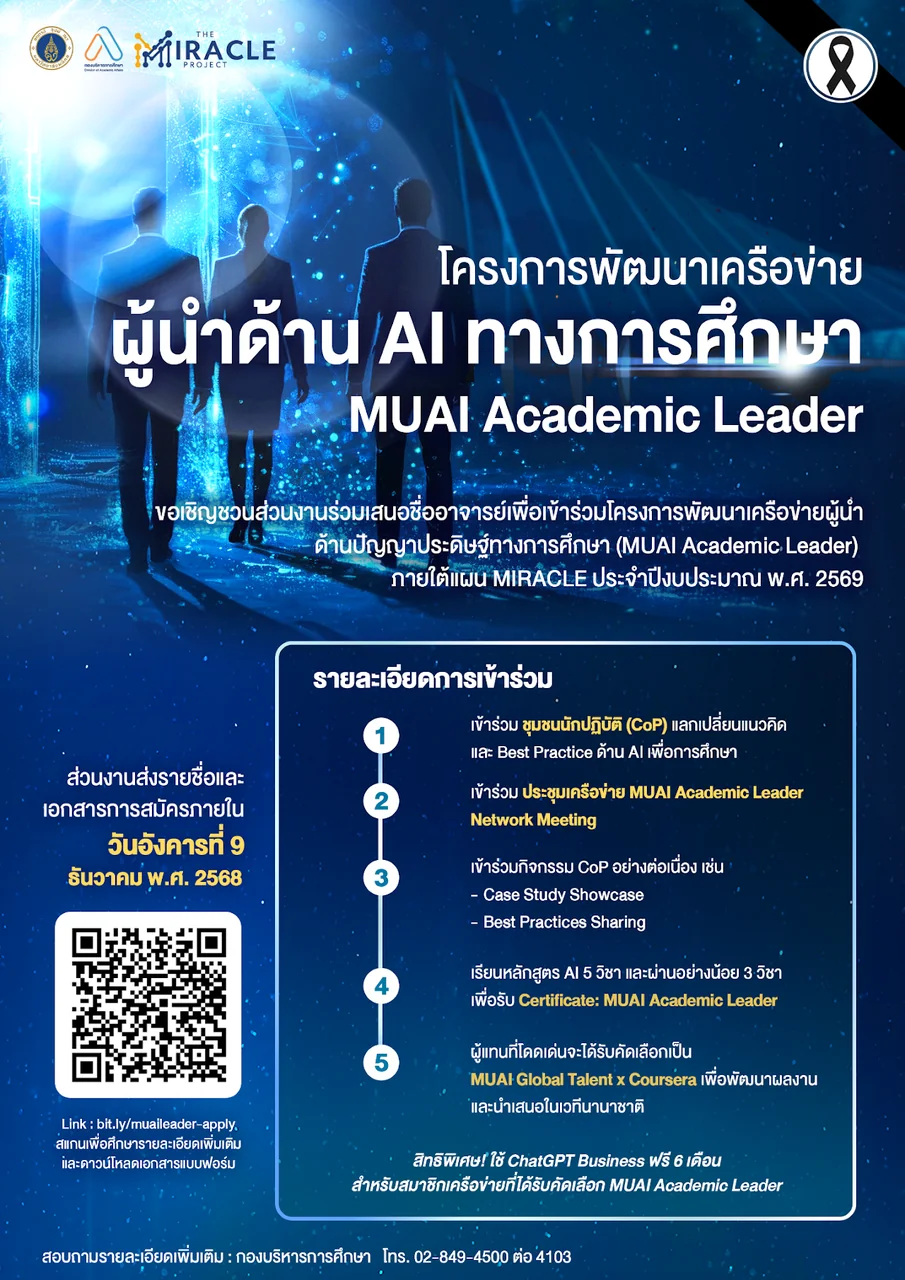 THE
MIRACLE
PROJECT
กองบริหารการศึกษา
Division of Academic Affairs
โครงการพัฒนาเครือข่าย
ผู้นำด้าน AI ทางการศึกษา
MUAI Academic Leader
ขอเชิญชวนส่วนงานร่วมเสนอชื่ออาจารย์เพื่อเข้าร่วมโครงการพัฒนาเครือข่ายผู้นำ
ด้านปัญญาประดิษฐ์ทางการศึกษา (MUAI Academic Leader)
ภายใต้แผน MIRACLE ประจำปีงบประมาณ พ.ศ. 2569
รายละเอียดการเข้าร่วม
1
เข้าร่วม ชุมชนนักปฏิบัติ (CoP) แลกเปลี่ยนแนวคิด
และ Best Practice ด้าน AI เพื่อการศึกษา
2
เข้าร่วม ประชุมเครือข่าย MUAI Academic Leader
Network Meeting
3
เข้าร่วมกิจกรรม CoP อย่างต่อเนื่อง เช่น
- Case Study Showcase
- Best Practices Sharing
4
เรียนหลักสูตร AI 5 วิชา และผ่านอย่างน้อย 3 วิชา
เพื่อรับ Certificate: MUAI Academic Leader
5
ผู้แทนที่โดดเด่นจะได้รับคัดเลือกเป็น
MUAI Global Talent x Coursera เพื่อพัฒนาผลงาน
และนำเสนอในเวทีนานาชาติ
สิทธิพิเศษ! ใช้ ChatGPT Business ฟรี 6 เดือน
สำหรับสมาชิกเครือข่ายที่ได้รับคัดเลือก MUAI Academic Leader
ส่วนงานส่งรายชื่อและ
เอกสารการสมัครภายใน
วันอังคารที่ 9
ธันวาคม พ.ศ. 2568
Link : bit.ly/muaileader-apply
สแกนเพื่อศึกษารายละเอียดเพิ่มเติม
และดาวน์โหลดเอกสารแบบฟอร์ม
สอบถามรายละเอียดเพิ่มเติม : กองบริหารการศึกษา โทร. 02-849-4500 ต่อ 4103